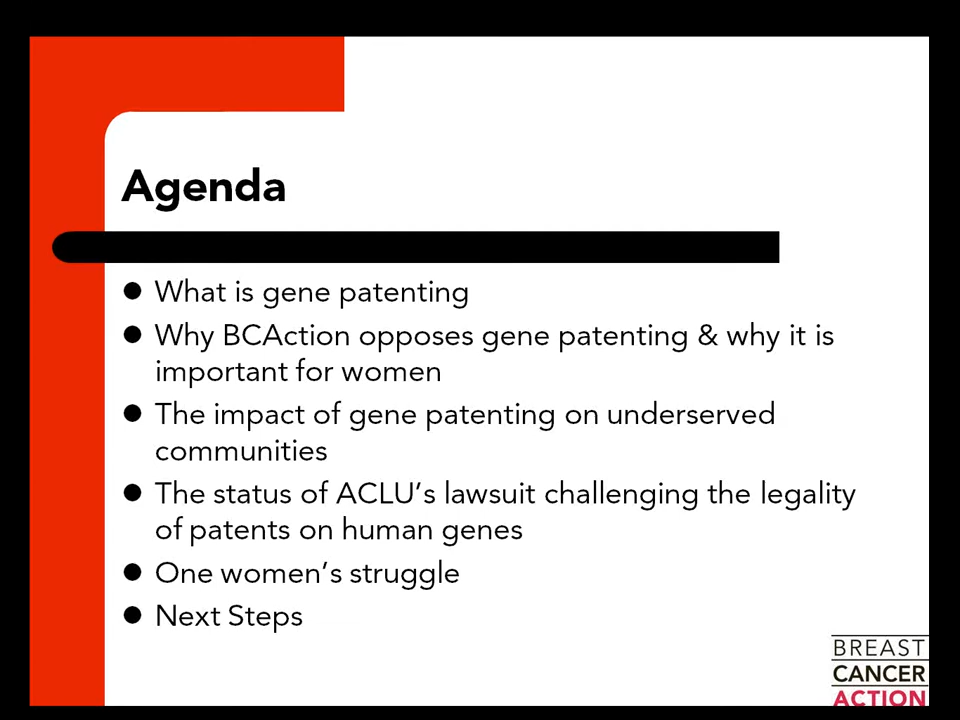 Agenda
What is gene patenting
Why BCAction opposes gene patenting & why it is
important for women
The impact of gene patenting on underserved
communities
The status of ACLU's lawsuit challenging the legality
of patents on human genes
One women's struggle
Next Steps
BREAST
CANCER
ACTION